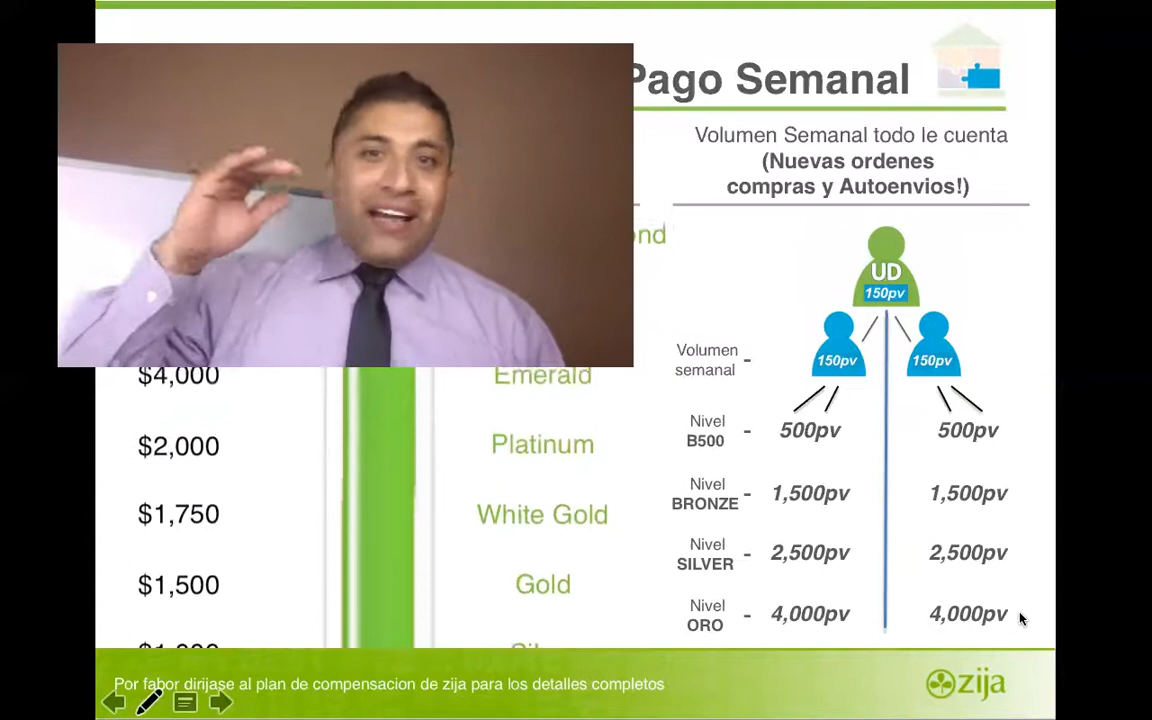 Pago Semanal
Volumen Semanal todo le cuenta
(Nuevas ordenes
compras y Autoenvios!)
UD
150pv
150pv
150pv
Volumen
semanal -
Nivel
B500 - 500pv 500pv
Nivel
BRONZE - 1,500pv 1,500pv
Nivel
SILVER - 2,500pv 2,500pv
Nivel
ORO - 4,000pv 4,000pv
$4,000 Emerald
$2,000 Platinum
$1,750 White Gold
$1,500 Gold
Por fabor dirijase al plan de compensacion de zija para los detalles completos
zija